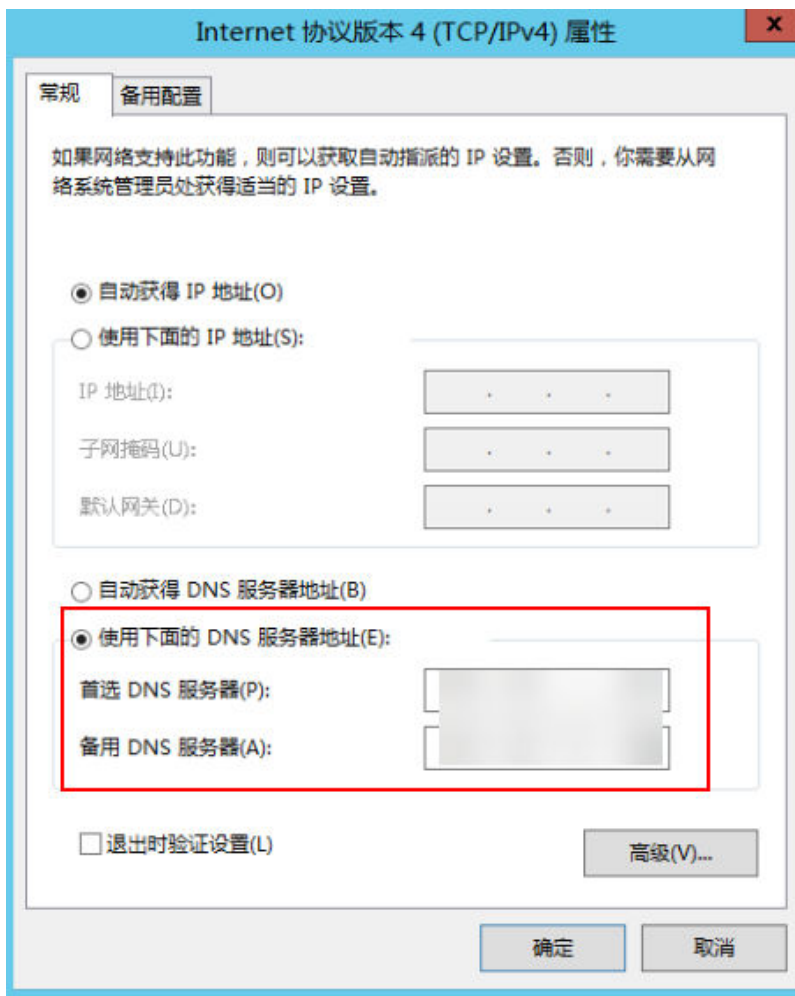 Internet 协议版本 4 (TCP/IPv4) 属性
x
常规
备用配置
如果网络支持此功能，则可以获取自动指派的 IP 设置。否则，你需要从网
络系统管理员处获得适当的 IP 设置。
自动获得 IP 地址(O)
使用下面的 IP 地址(S):
IP 地址(I):
子网掩码(U):
默认网关(D):
自动获得 DNS 服务器地址(B)
使用下面的 DNS 服务器地址(E):
首选 DNS 服务器(P):
备用 DNS 服务器(A):
退出时验证设置(L)
高级(V)...
确定
取消